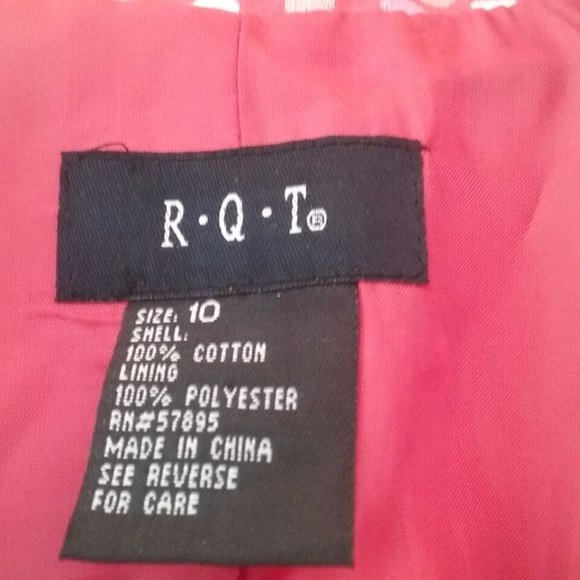 R·Q·T®
SIZE: 10
SHELL:
100% COTTON
LINING
100% POLYESTER
RN#57895
MADE IN CHINA
SEE REVERSE
FOR CARE